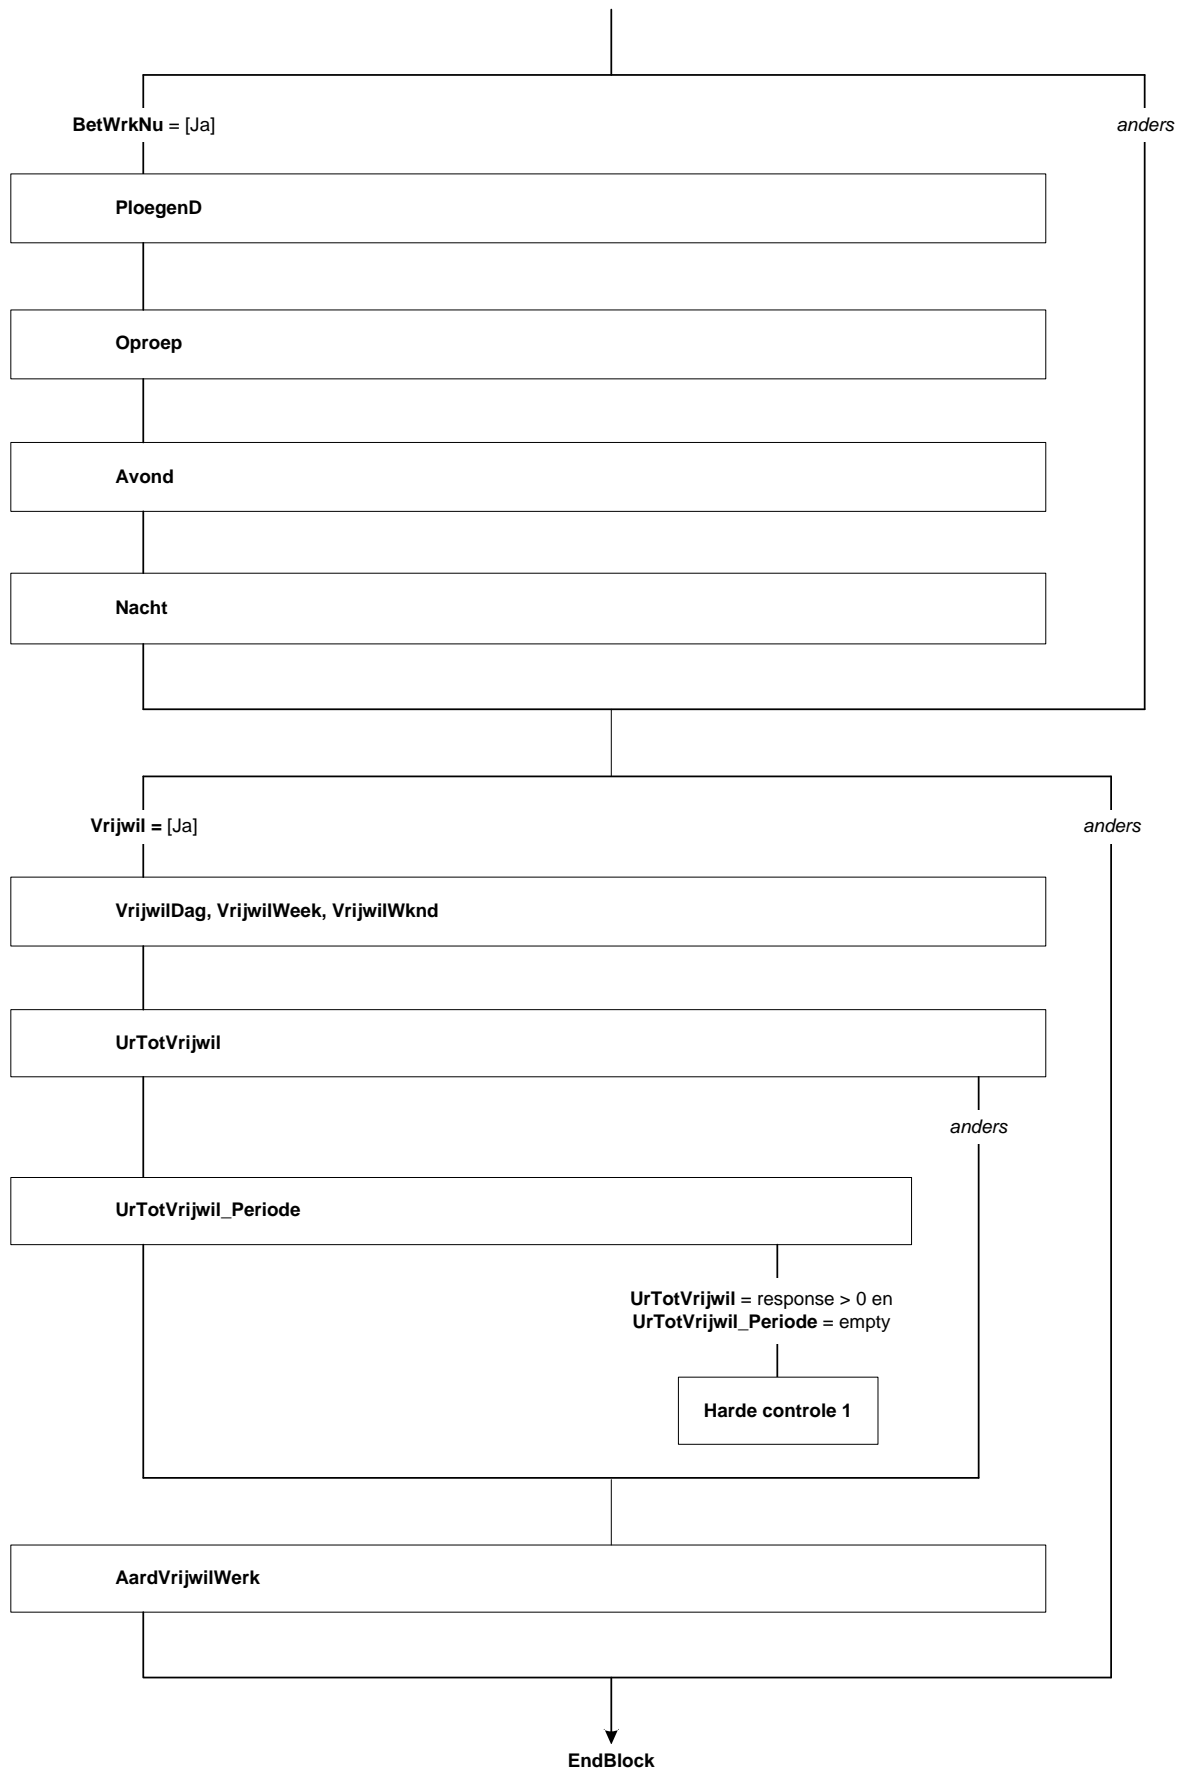 BetWrkNu = [Ja]
anders
PloegenD
Oproep
Avond
Nacht
Vrijwil = [Ja]
anders
VrijwilDag, VrijwilWeek, VrijwilWknd
UrTotVrijwil
anders
UrTotVrijwil_Periode
UrTotVrijwil = response > 0 en
UrTotVrijwil_Periode = empty
Harde controle 1
AardVrijwilWerk
EndBlock